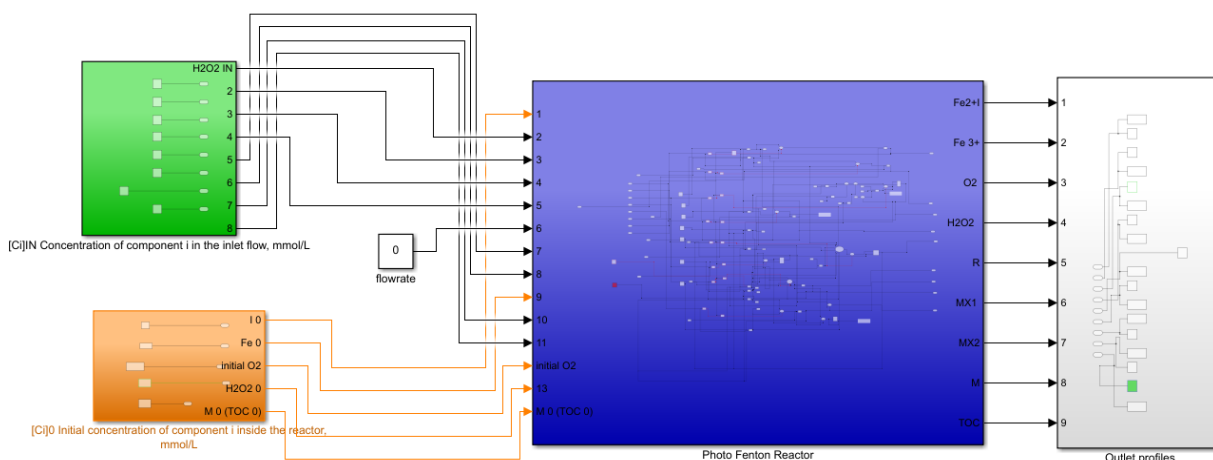 H2O2 IN
2
3
4
5
6
7
8
[Ci]IN Concentration of component i in the inlet flow, mmol/L
0
flowrate
I 0
Fe 0
initial O2
H2O2 0
M 0 (TOC 0)
[Ci]0 Initial concentration of component i inside the reactor,
mmol/L
1
2
3
4
5
6
7
8
9
10
11
initial O2
13
M 0 (TOC 0)
Fe2+I
Fe 3+
O2
H2O2
R
MX1
MX2
M
TOC
Photo Fenton Reactor
1
2
3
4
5
6
7
8
9
Outlet profiles